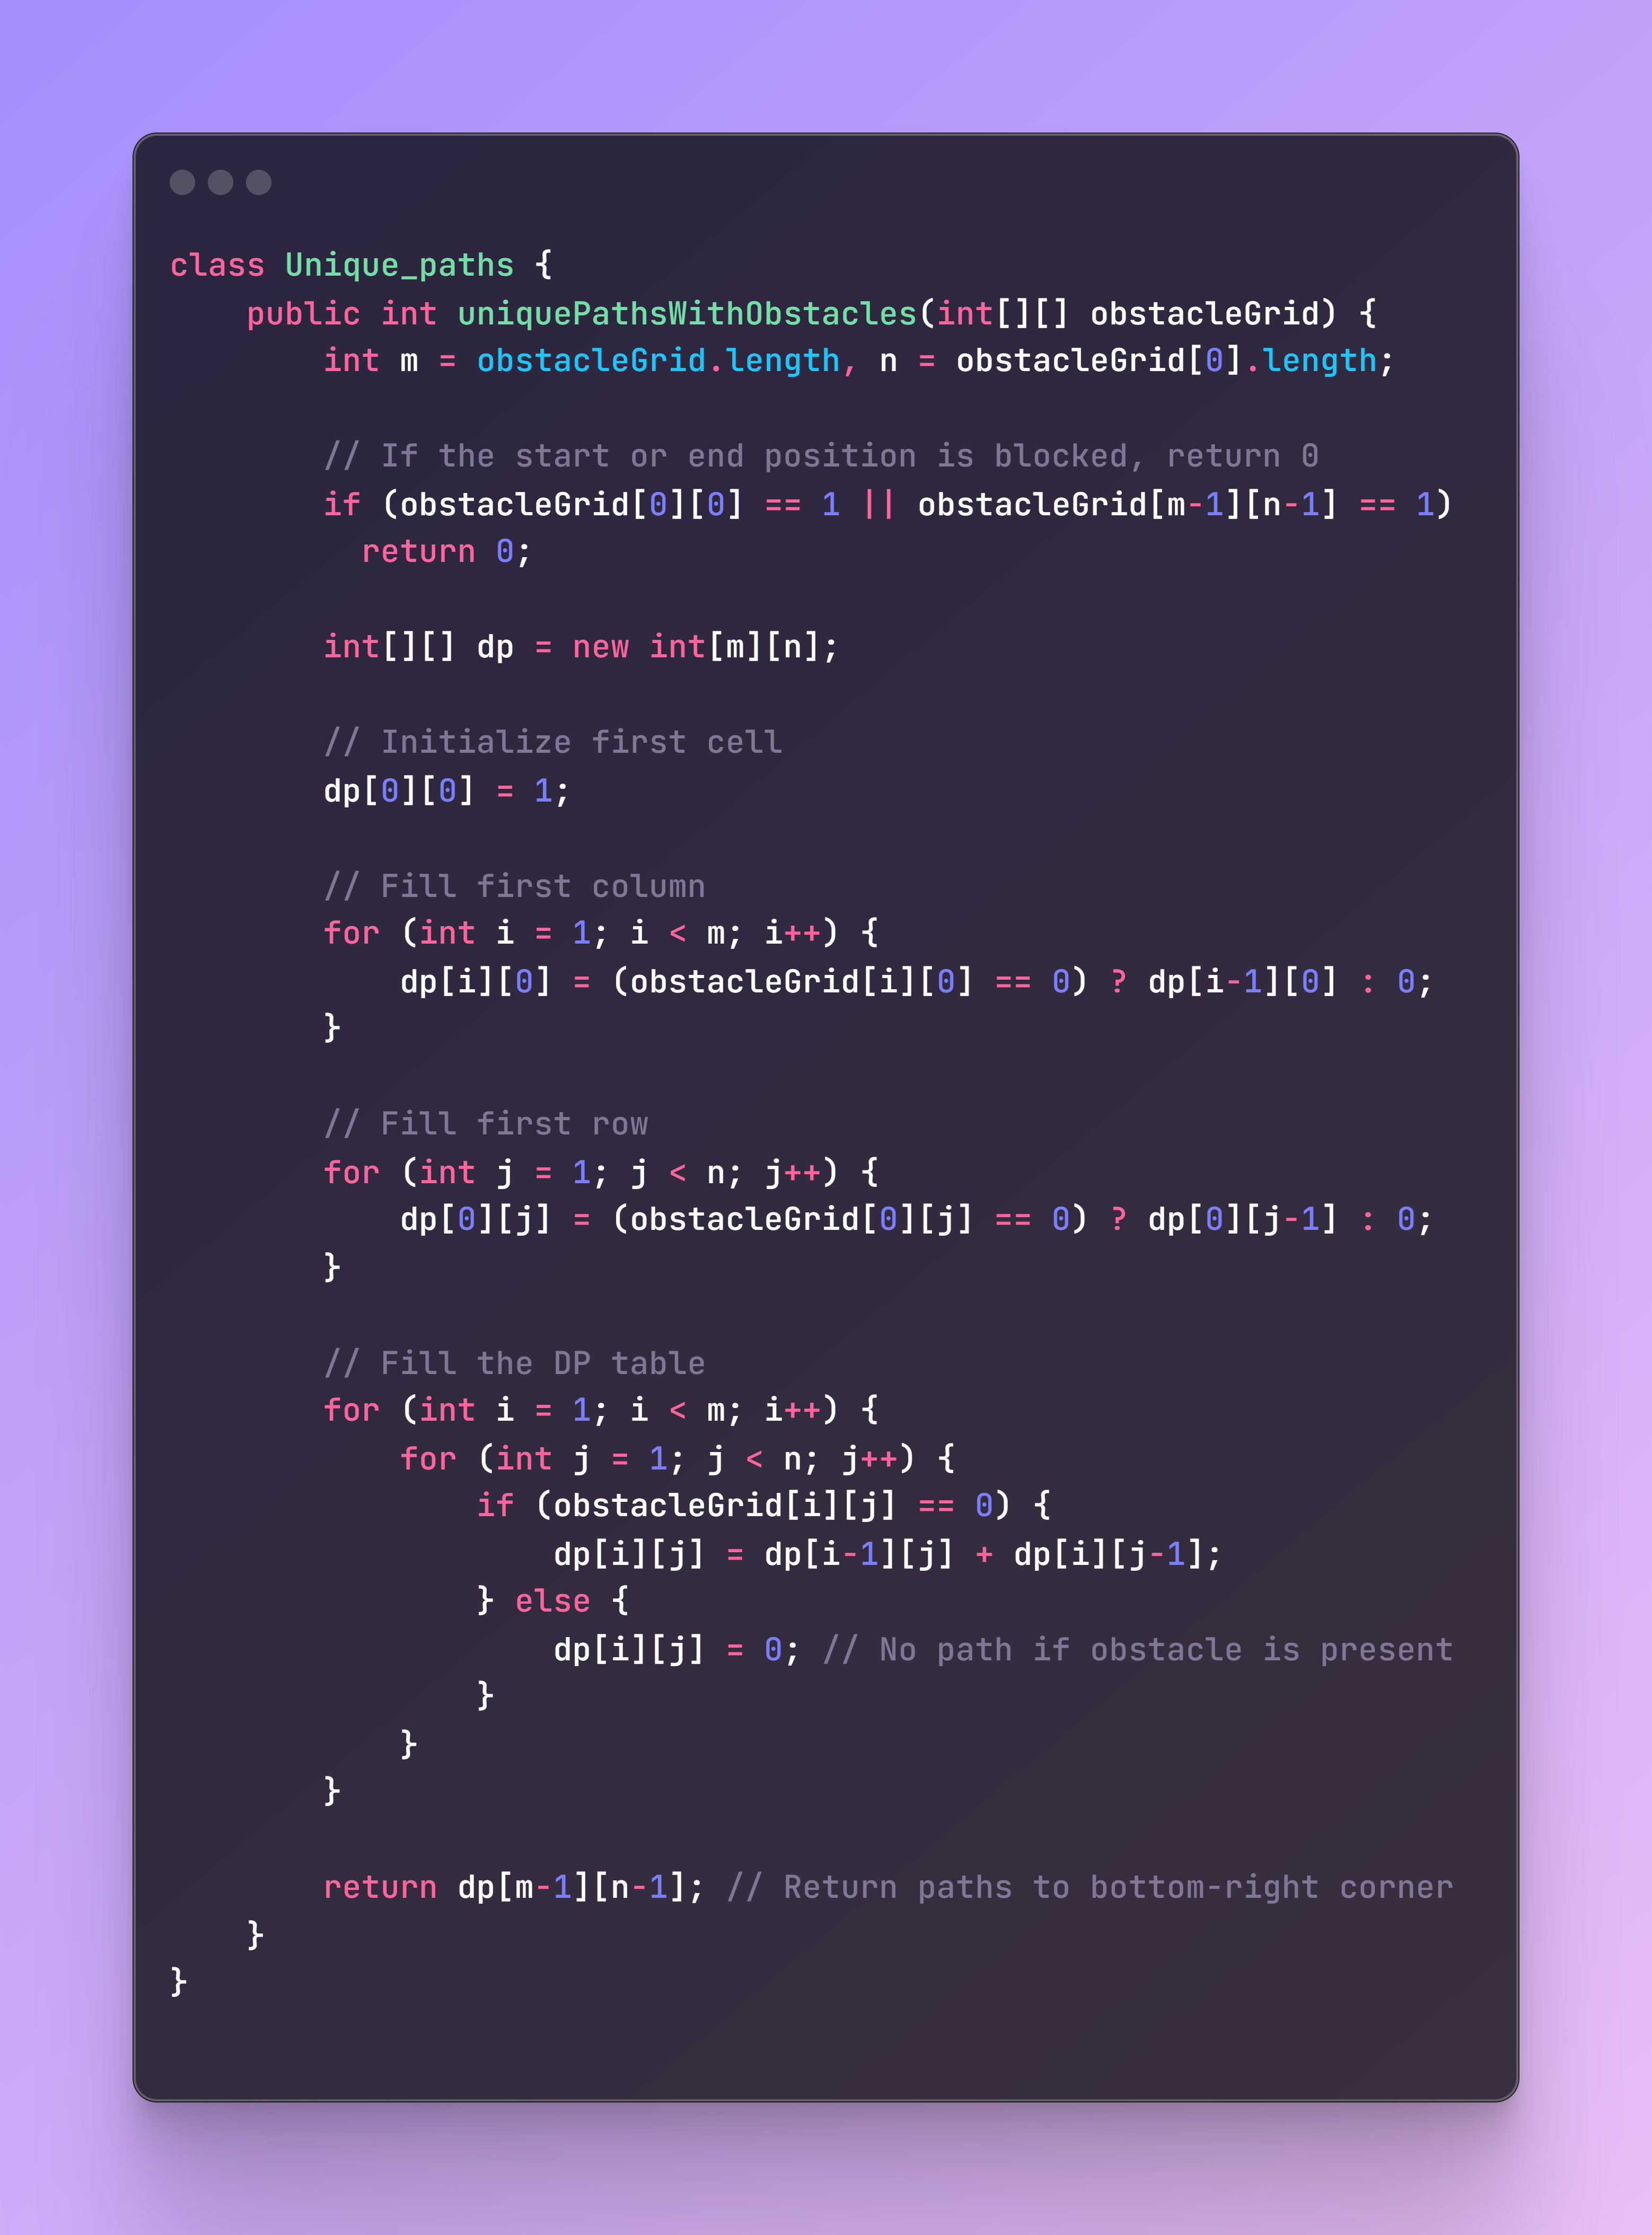 class Unique_paths {
    public int uniquePathsWithObstacles(int[][] obstacleGrid) {
        int m = obstacleGrid.length, n = obstacleGrid[0].length;
        // If the start or end position is blocked, return 0
        if (obstacleGrid[0][0] == 1 || obstacleGrid[m-1][n-1] == 1)
          return 0;
        int[][] dp = new int[m][n];
        // Initialize first cell
        dp[0][0] = 1;
        // Fill first column
        for (int i = 1; i < m; i++) {
            dp[i][0] = (obstacleGrid[i][0] == 0) ? dp[i-1][0] : 0;
        }
        // Fill first row
        for (int j = 1; j < n; j++) {
            dp[0][j] = (obstacleGrid[0][j] == 0) ? dp[0][j-1] : 0;
        }
        // Fill the DP table
        for (int i = 1; i < m; i++) {
            for (int j = 1; j < n; j++) {
                if (obstacleGrid[i][j] == 0) {
                    dp[i][j] = dp[i-1][j] + dp[i][j-1];
                } else {
                    dp[i][j] = 0; // No path if obstacle is present
                }
            }
        }
        return dp[m-1][n-1]; // Return paths to bottom-right corner
    }
}